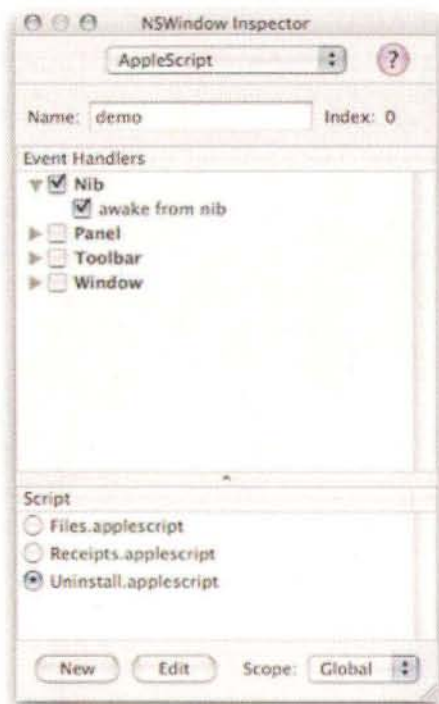 NSWindow Inspector
AppleScript
?
Name: demo Index: 0
Event Handlers
Nib
awake from nib
Panel
Toolbar
Window
Script
Files.applescript
Receipts.applescript
Uninstall.applescript
New Edit Scope: Global